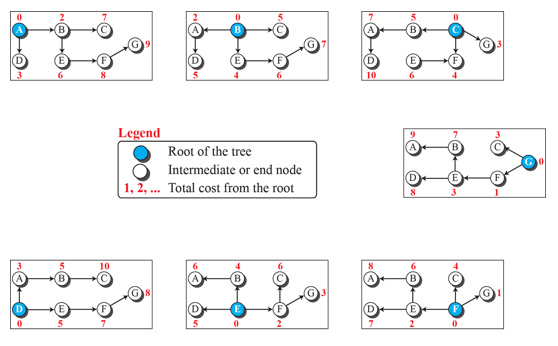 0 2 7
A B C
G 9
D E F
3 6 8
2 0 5
A B C
G 7
D E F
5 4 6
7 5 0
A B C
G 3
D E F
10 6 4
Legend
Root of the tree
Intermediate or end node
1, 2, ... Total cost from the root
9 7 3
A B C
G 0
D E F
8 3 1
3 5 10
A B C
G 8
D E F
0 5 7
6 4 6
A B C
G 3
D E F
5 0 2
8 6 4
A B C
G 1
D E F
7 2 0